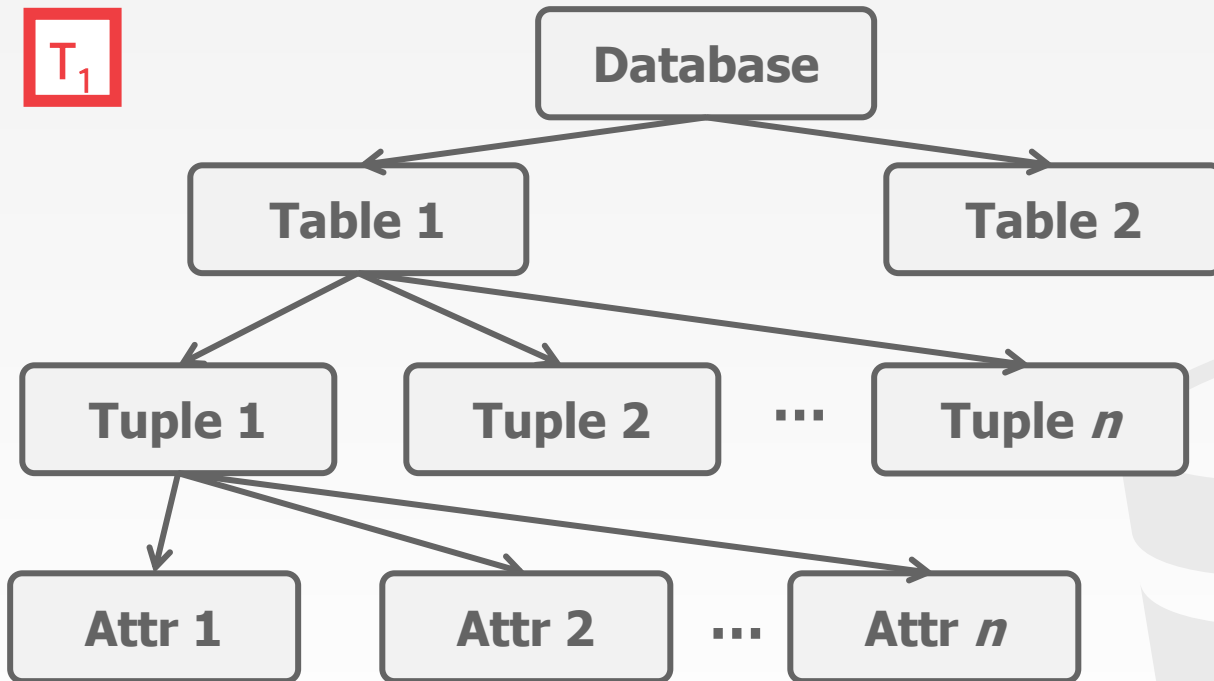 T₁
Database
Table 1 Table 2
Tuple 1 Tuple 2 ... Tuple n
Attr 1 Attr 2 ... Attr n